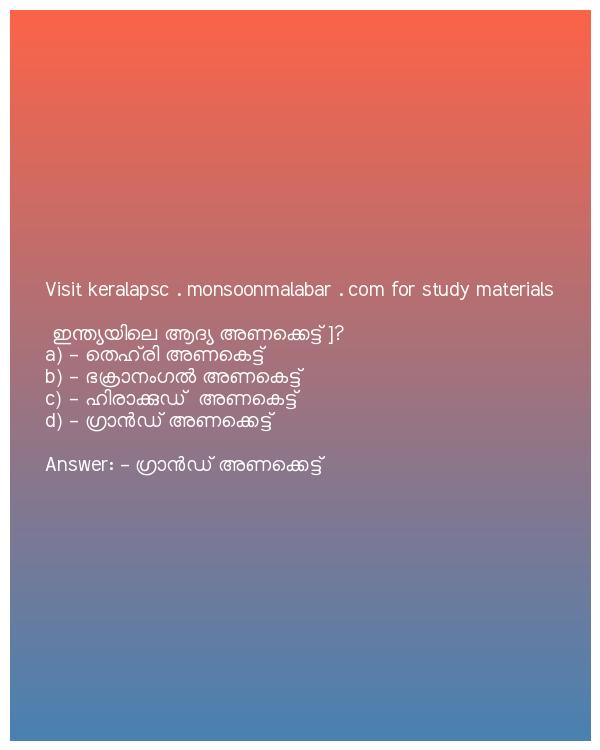 Visit keralapsc . monsoonmalabar . com for study materials
ഇന്ത്യയിലെ ആദ്യ അണക്കെട്ട് ]?
a) - തെഹ്‌രി അണകെട്ട്
b) - ഭക്രാനംഗൽ അണകെട്ട്
c) - ഹിരാക്കുഡ് അണകെട്ട്
d) - ഗ്രാൻഡ് അണക്കെട്ട്
Answer: - ഗ്രാൻഡ് അണക്കെട്ട്